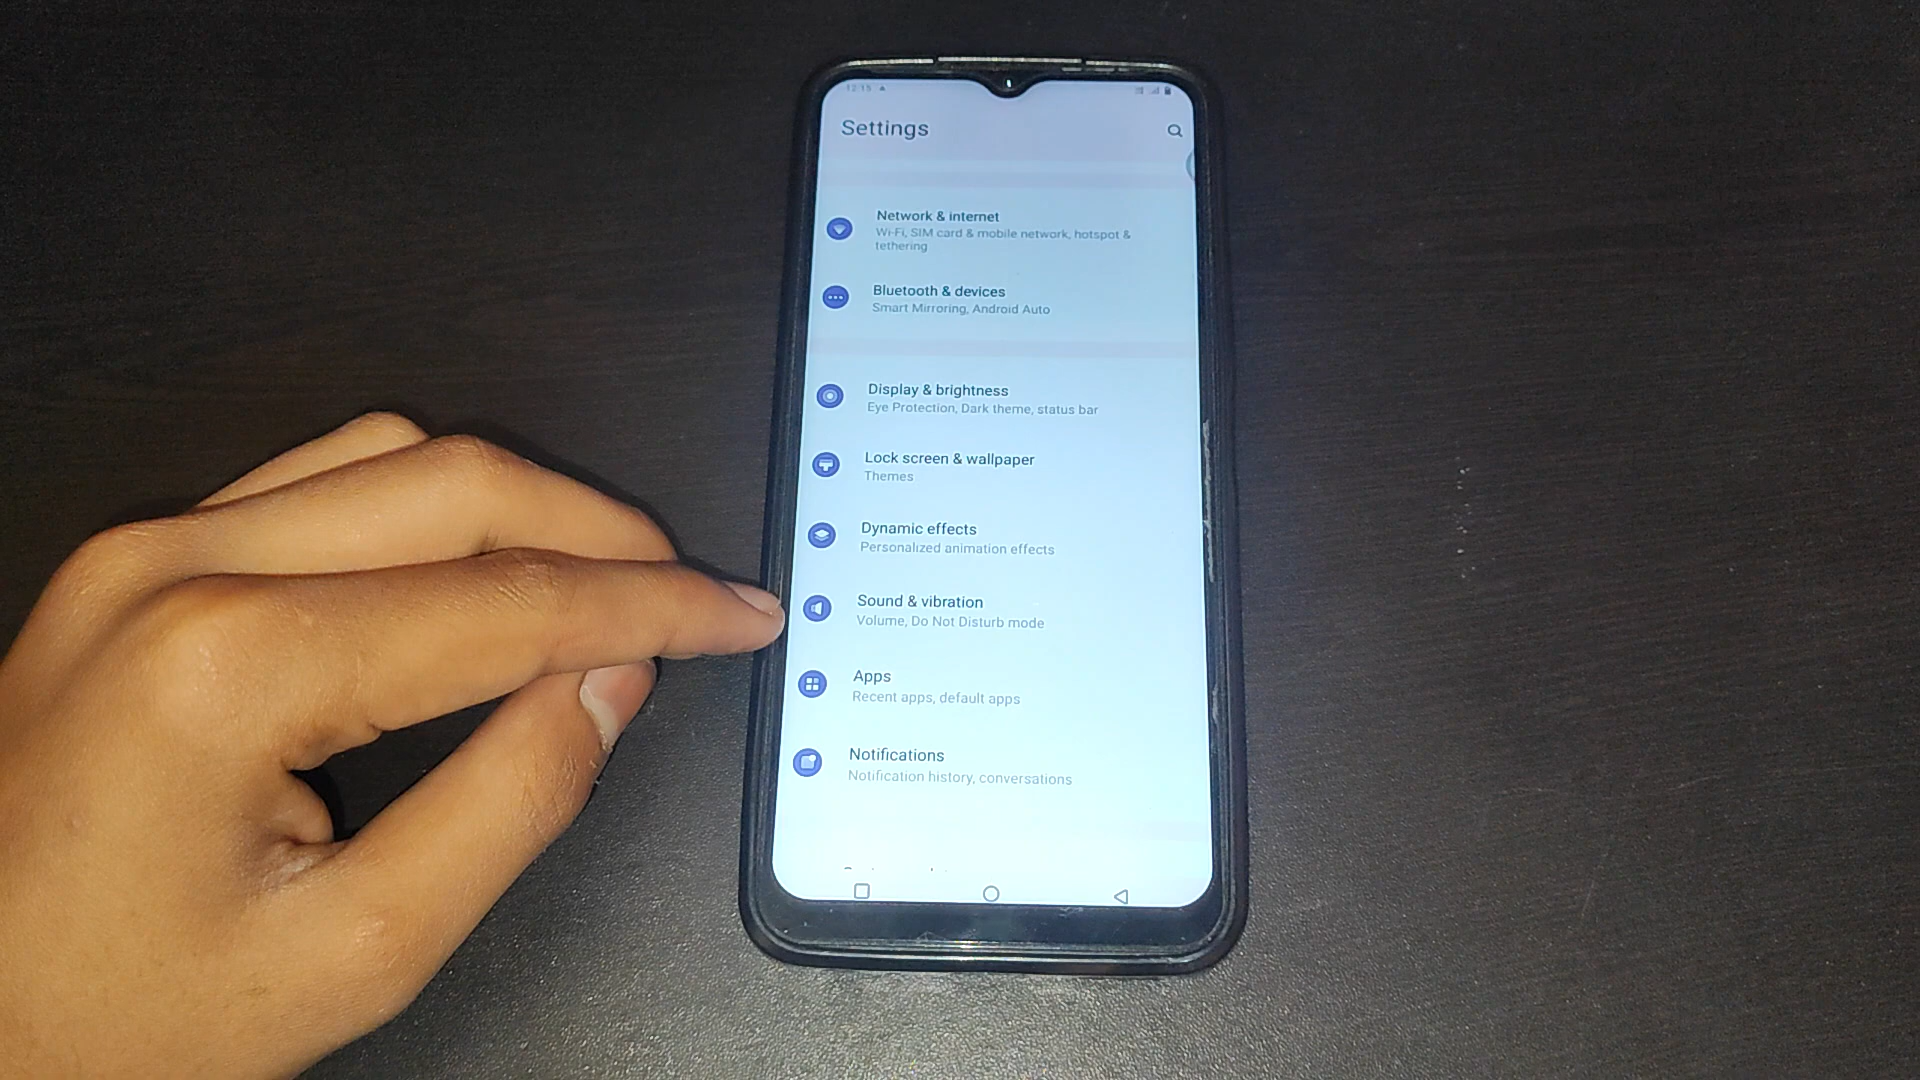 12:15
Settings
Network & internet
Wi-Fi, SIM card & mobile network, hotspot &
tethering
Bluetooth & devices
Smart Mirroring, Android Auto
Display & brightness
Eye Protection, Dark theme, status bar
Lock screen & wallpaper
Themes
Dynamic effects
Personalized animation effects
Sound & vibration
Volume, Do Not Disturb mode
Apps
Recent apps, default apps
Notifications
Notification history, conversations